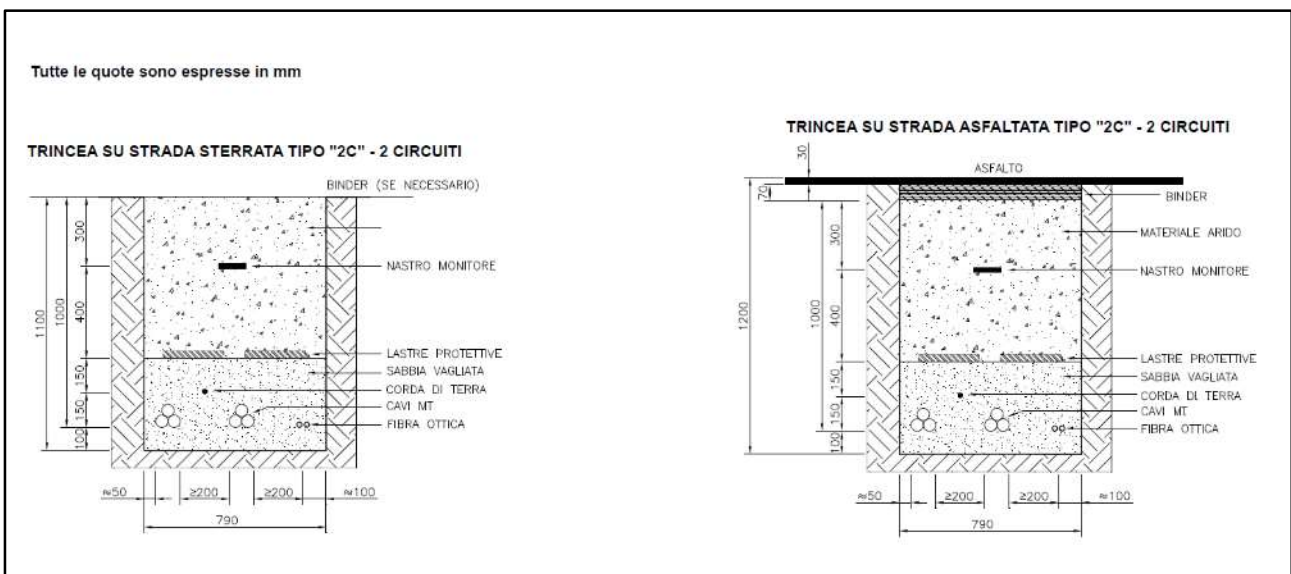 Tutte le quote sono espresse in mm
TRINCEA SU STRADA STERRATA TIPO "2C" - 2 CIRCUITI
BINDER (SE NECESSARIO)
300
NASTRO MONITORE
400
1000
1100
LASTRE PROTETTIVE
SABBIA VAGLIATA
150
CORDA DI TERRA
CAVI MT
150
FIBRA OTTICA
100
≈50
≥200
≥200
≈100
790
TRINCEA SU STRADA ASFALTATA TIPO "2C" - 2 CIRCUITI
30
ASFALTO
70
BINDER
MATERIALE ARIDO
300
NASTRO MONITORE
400
1000
1200
LASTRE PROTETTIVE
SABBIA VAGLIATA
150
CORDA DI TERRA
CAVI MT
150
FIBRA OTTICA
100
≈50
≥200
≥200
≈100
790